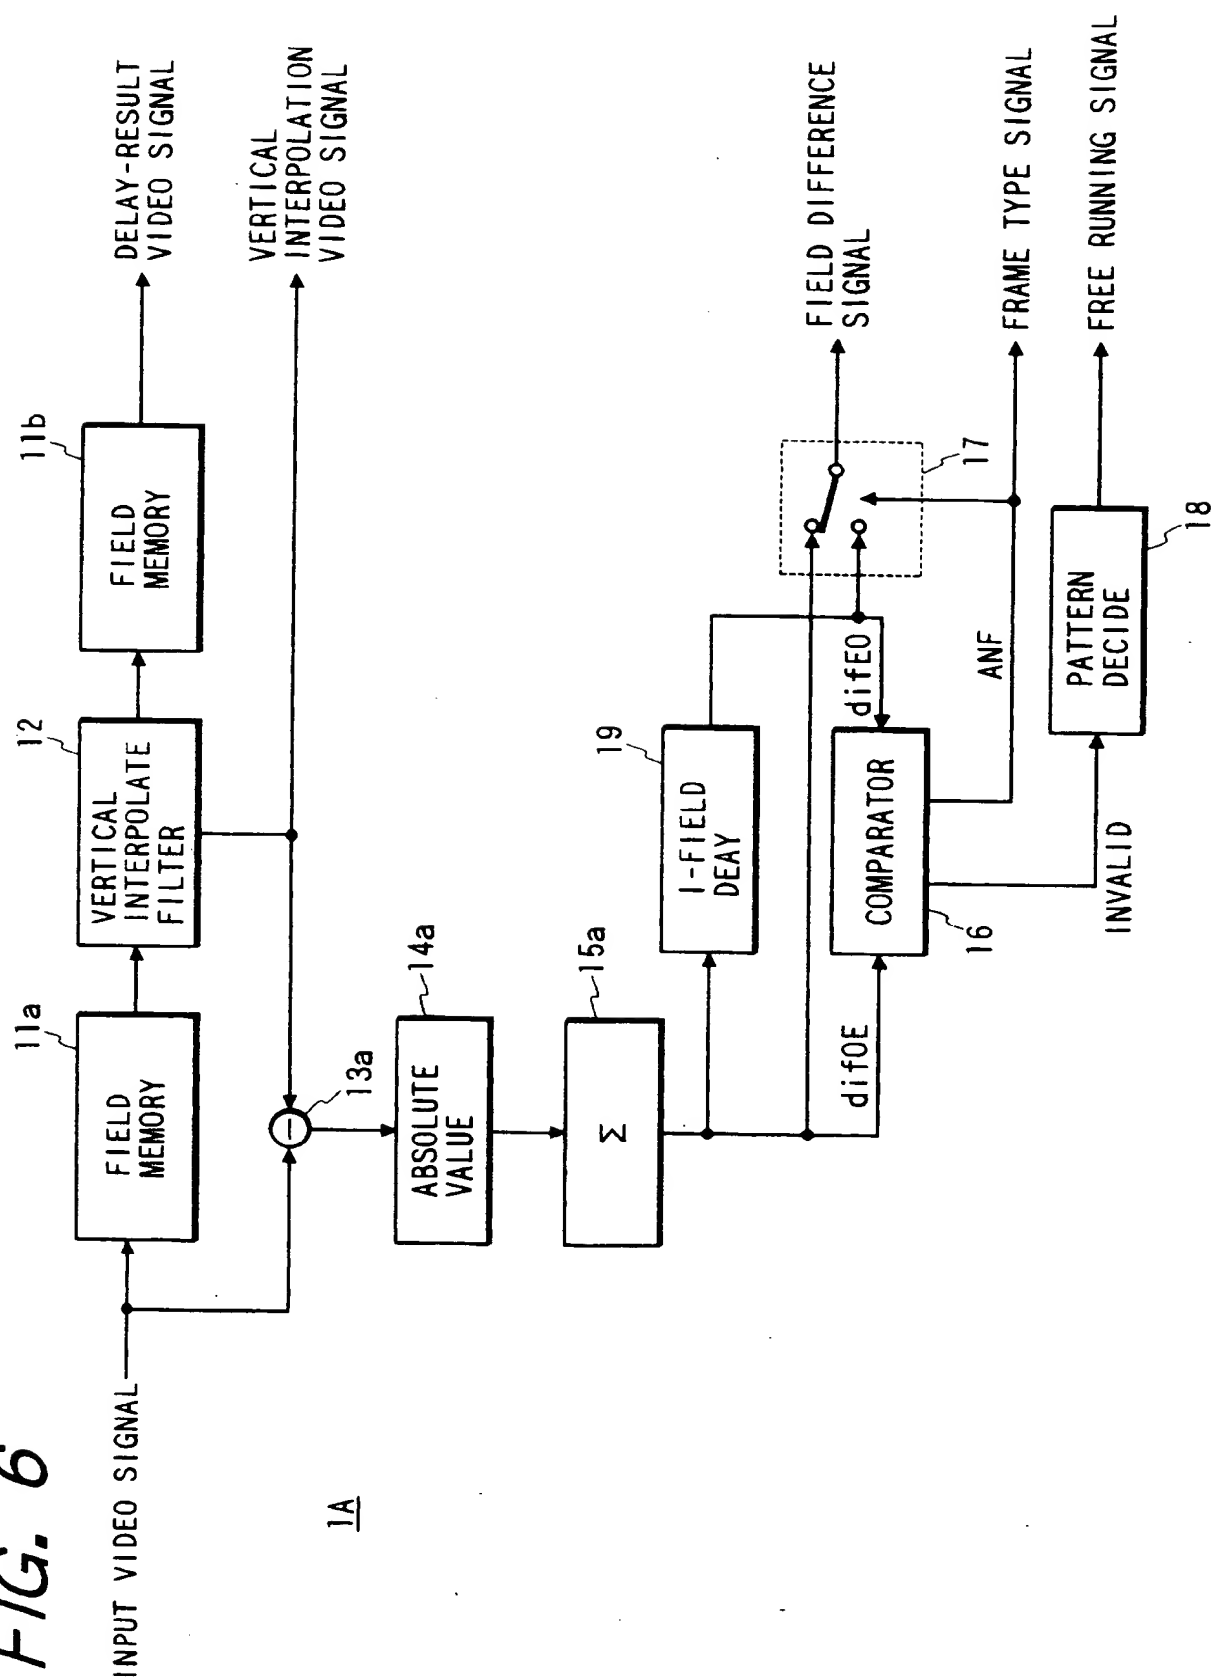 FIG. 6
INPUT VIDEO SIGNAL
1A
11a
FIELD
MEMORY
12
VERTICAL
INTERPOLATE
FILTER
11b
FIELD
MEMORY
DELAY-RESULT
VIDEO SIGNAL
VERTICAL
INTERPOLATION
VIDEO SIGNAL
−
13a
ABSOLUTE
VALUE
14a
Σ
15a
19
1-FIELD
DEAY
difOE
difEO
COMPARATOR
16
ANF
INVALID
17
PATTERN
DECIDE
18
FIELD DIFFERENCE
SIGNAL
FRAME TYPE SIGNAL
FREE RUNNING SIGNAL